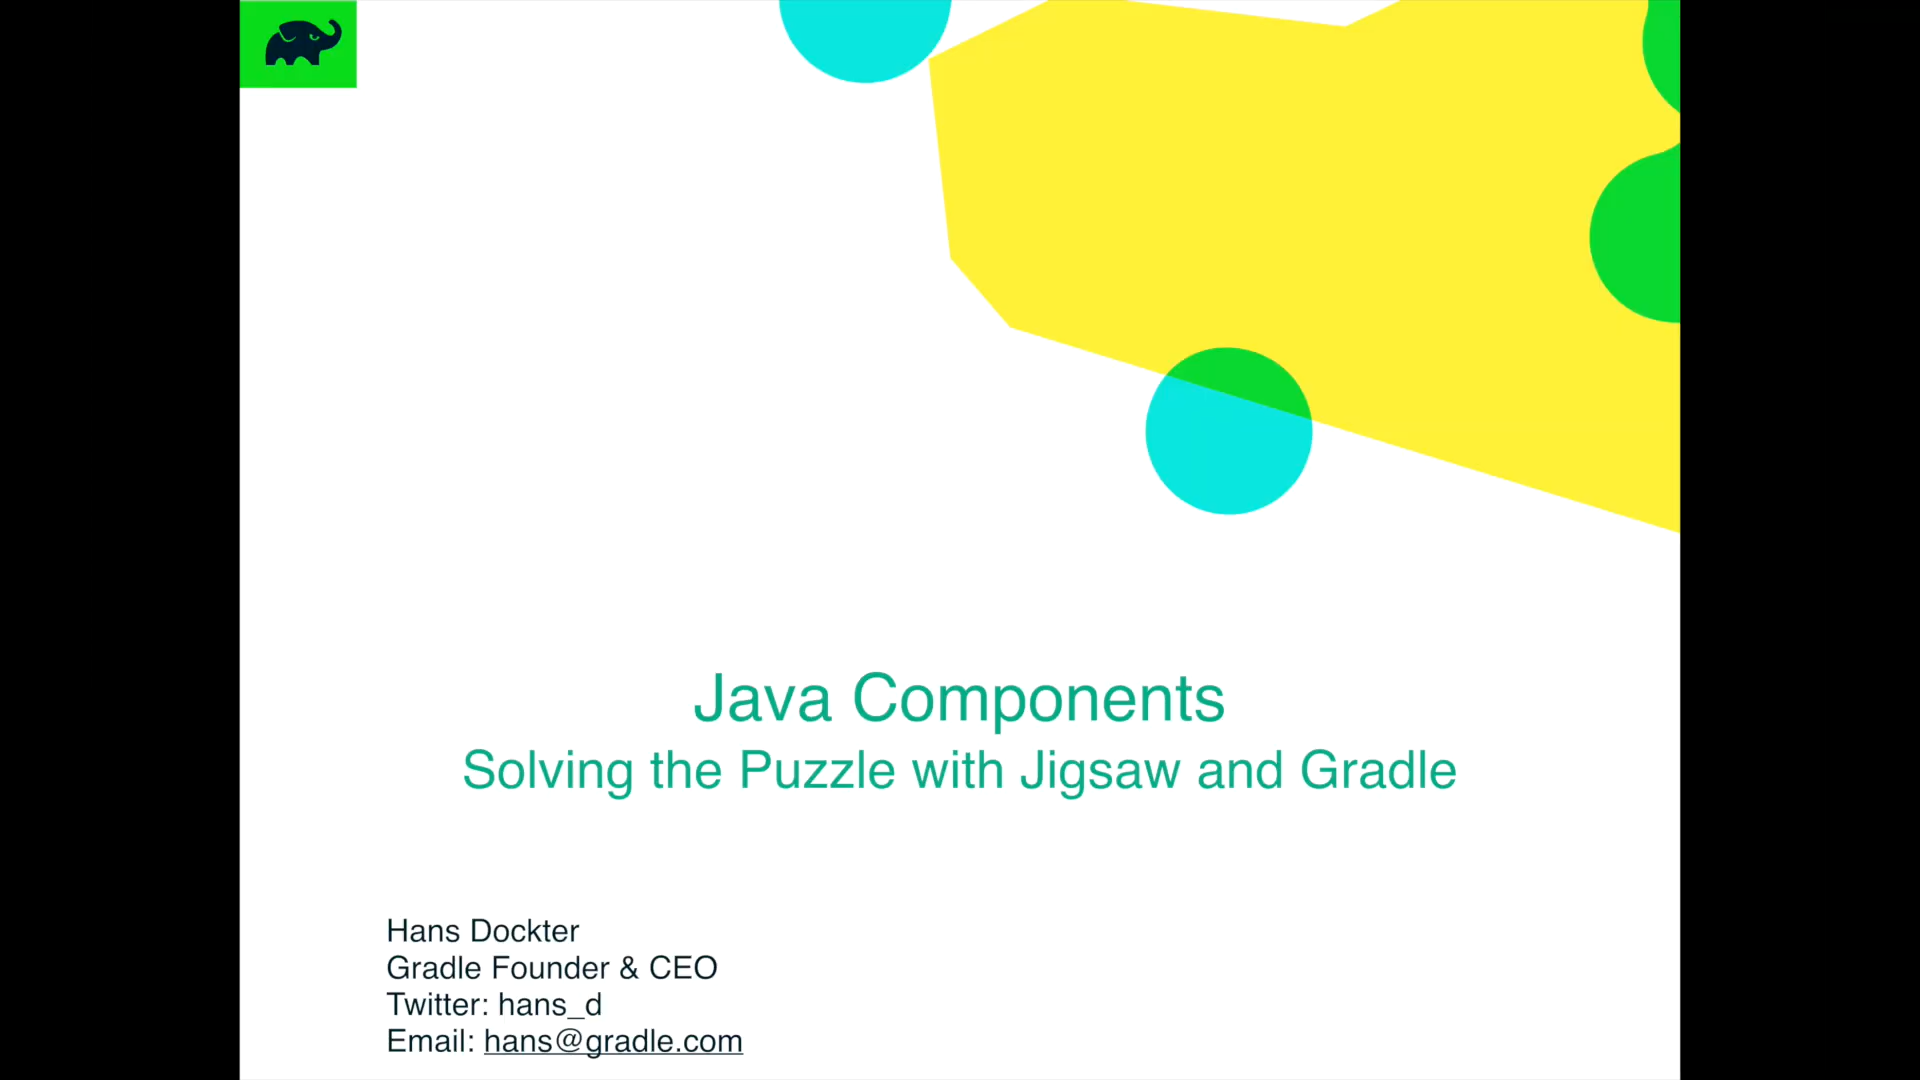 Java Components
Solving the Puzzle with Jigsaw and Gradle
Hans Dockter
Gradle Founder & CEO
Twitter: hans_d
Email: hans@gradle.com